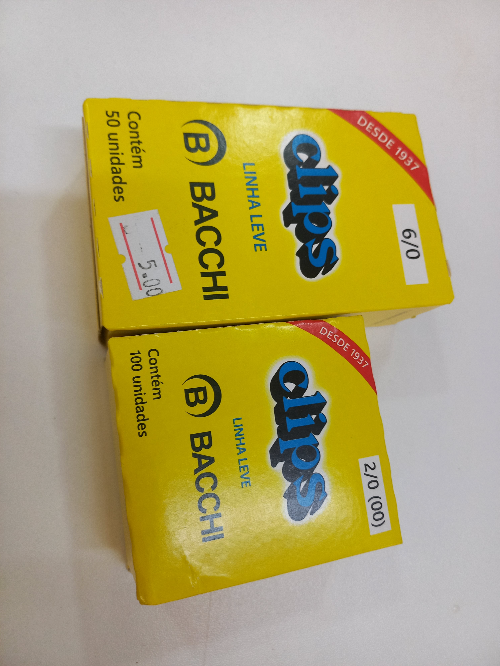 DESDE 1937
clips
6/0
LINHA LEVE
B BACCHI
Contém
50 unidades
5.00
DESDE 1937
clips
2/0 (00)
LINHA LEVE
B BACCHI
Contém
100 unidades